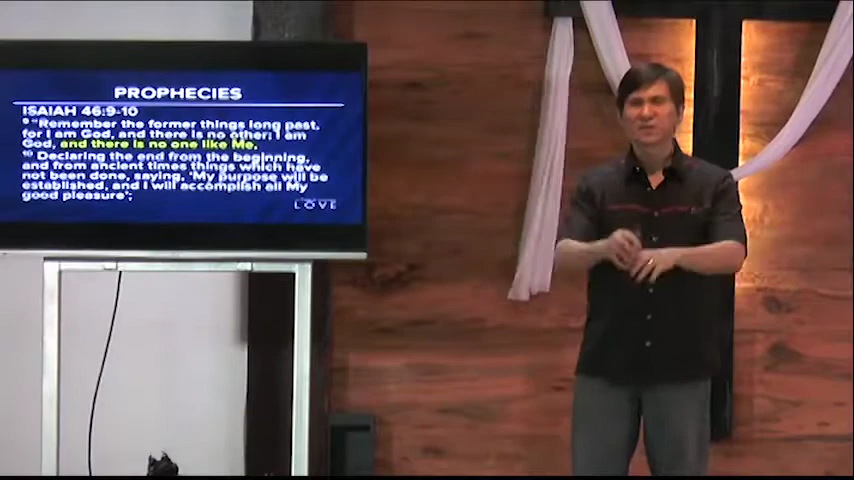 PROPHECIES
ISAIAH 46:9-10
9 "Remember the former things long past,
for I am God, and there is no other; I am
God, and there is no one like Me,
10 Declaring the end from the beginning,
and from ancient times things which have
not been done, saying, 'My purpose will be
established, and I will accomplish all My
good pleasure';
LOVE